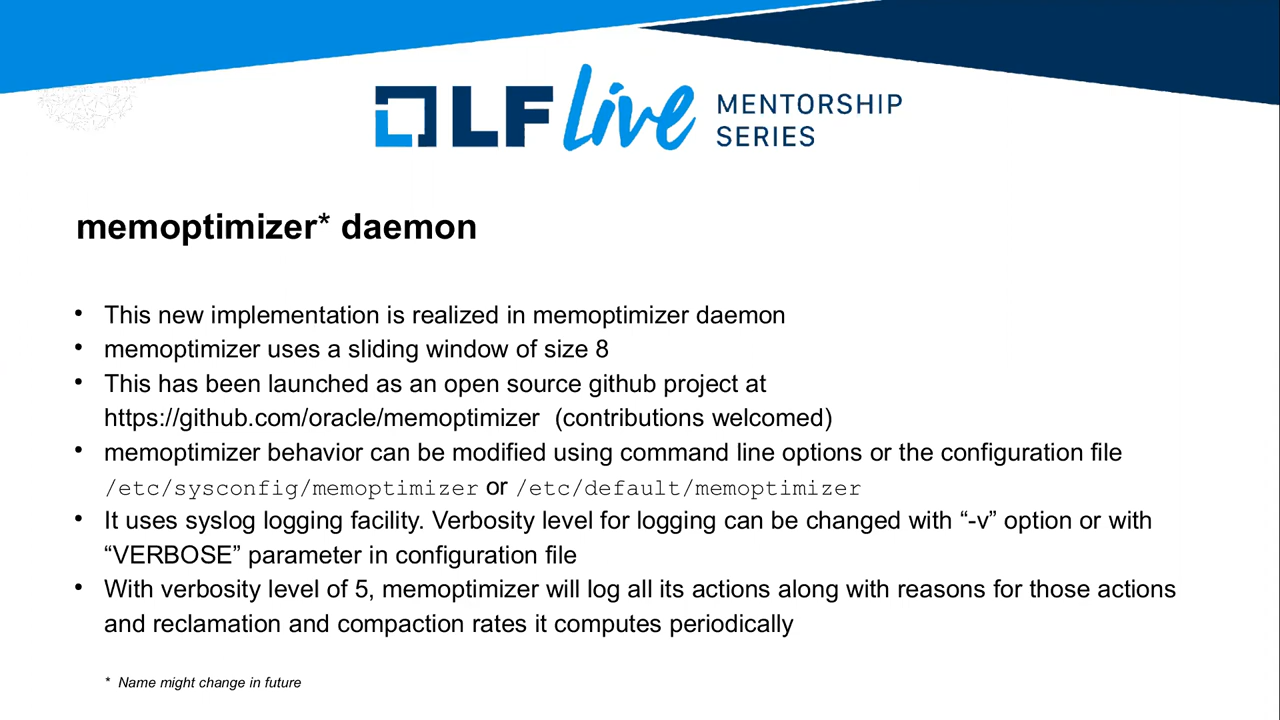 LF Live MENTORSHIP
SERIES
memoptimizer* daemon
• This new implementation is realized in memoptimizer daemon
• memoptimizer uses a sliding window of size 8
• This has been launched as an open source github project at
https://github.com/oracle/memoptimizer (contributions welcomed)
• memoptimizer behavior can be modified using command line options or the configuration file
/etc/sysconfig/memoptimizer or /etc/default/memoptimizer
• It uses syslog logging facility. Verbosity level for logging can be changed with “-v” option or with
“VERBOSE” parameter in configuration file
• With verbosity level of 5, memoptimizer will log all its actions along with reasons for those actions
and reclamation and compaction rates it computes periodically
* Name might change in future